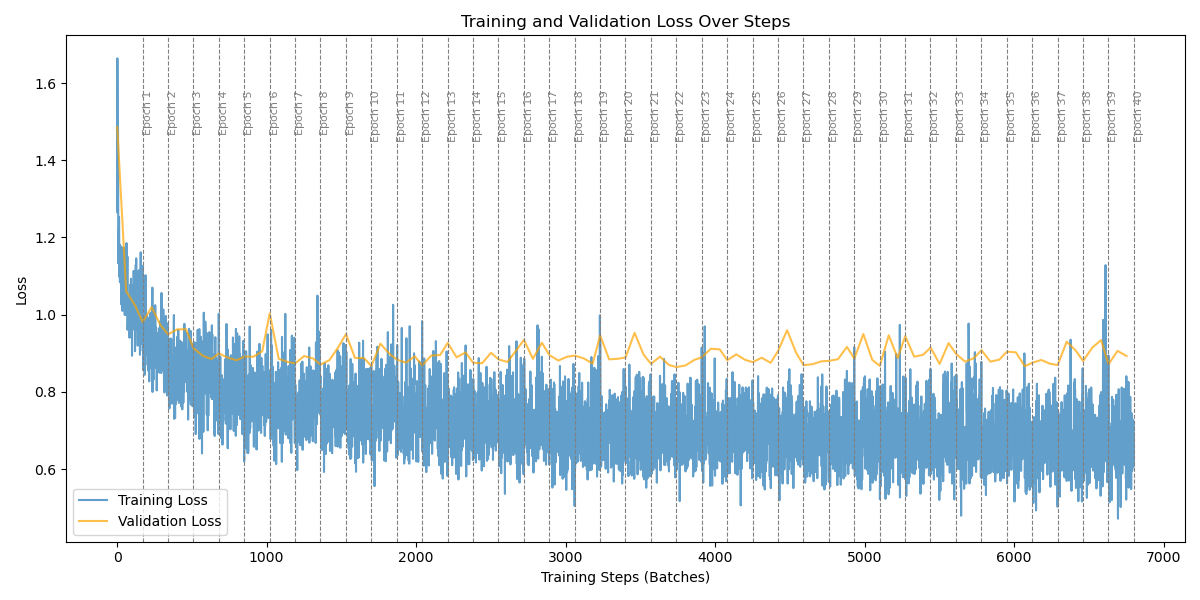 Training and Validation Loss Over Steps
Loss
1.6
1.4
1.2
1.0
0.8
0.6
Epoch 1
Epoch 2
Epoch 3
Epoch 4
Epoch 5
Epoch 6
Epoch 7
Epoch 8
Epoch 9
Epoch 10
Epoch 11
Epoch 12
Epoch 13
Epoch 14
Epoch 15
Epoch 16
Epoch 17
Epoch 18
Epoch 19
Epoch 20
Epoch 21
Epoch 22
Epoch 23
Epoch 24
Epoch 25
Epoch 26
Epoch 27
Epoch 28
Epoch 29
Epoch 30
Epoch 31
Epoch 32
Epoch 33
Epoch 34
Epoch 35
Epoch 36
Epoch 37
Epoch 38
Epoch 39
Epoch 40
Training Loss
Validation Loss
0 1000 2000 3000 4000 5000 6000 7000
Training Steps (Batches)